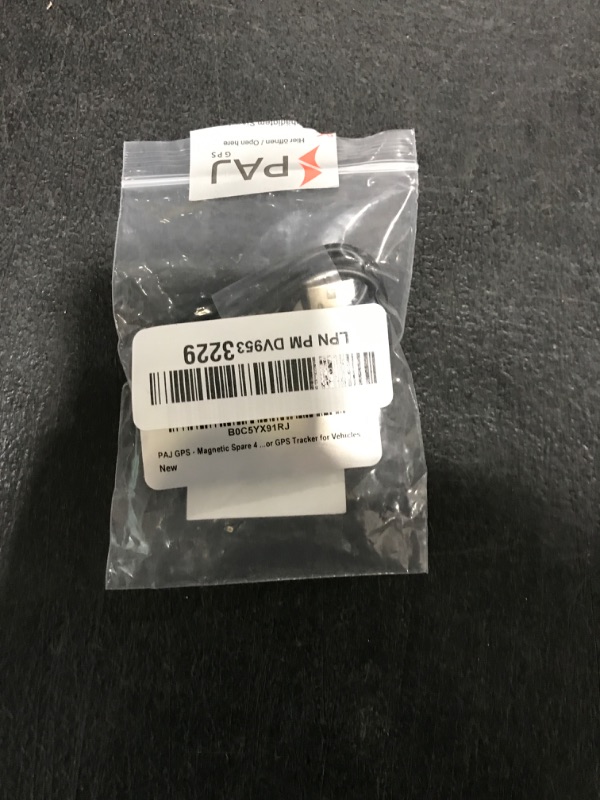 Hier öffnen / Open here
PAJ
GPS
LPN PM DV9533229
B0C5YX91RJ
PAJ GPS - Magnetic Spare 4 ...or GPS Tracker for Vehicles,
New